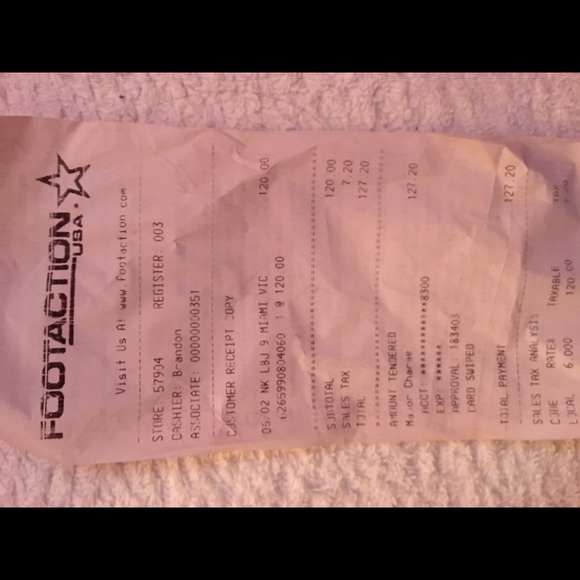 FOOTACTION
USA.
Visit Us At www.footaction.com
STORE: 57904 REGISTER: 003
CASHIER: Brandon
ASSOCIATE: 00000000351
CUSTOMER RECEIPT COPY
06/02 NK LBJ 9 MIAMI VIC 120.00
1 @ 120.00
SUBTOTAL 120.00
SALES TAX 7.20
TOTAL 127.20
AMOUNT TENDERED
Major Charge 127.20
ACCT: ************8300
EXP: ******
APPROVAL: 183403
CARD SWIPED
TOTAL PAYMENT 127.20
SALES TAX ANALYSIS
CODE RATE% TAXABLE TAX
LOCAL 6.000 120.00